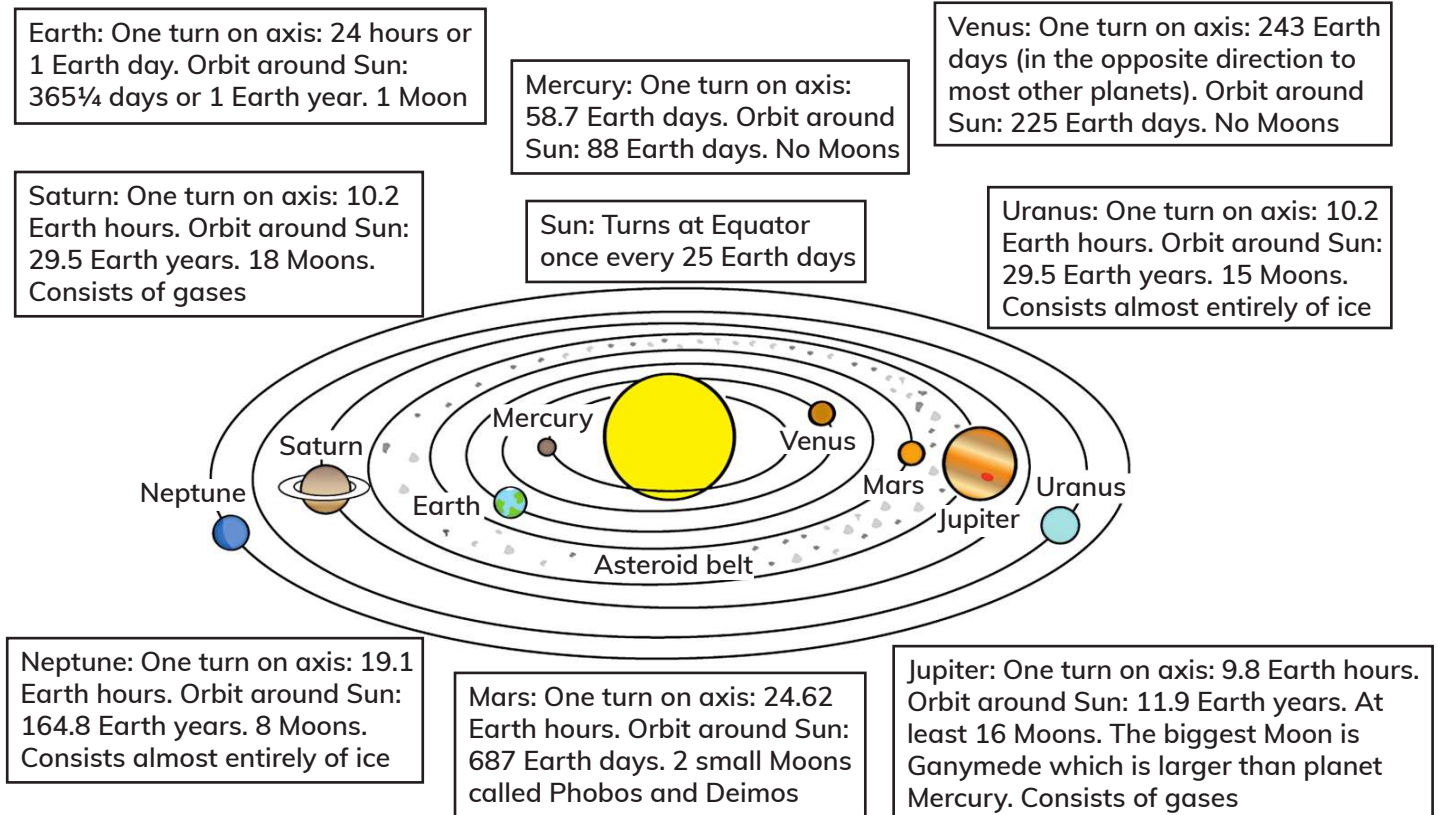 Earth: One turn on axis: 24 hours or
1 Earth day. Orbit around Sun:
365¼ days or 1 Earth year. 1 Moon
Mercury: One turn on axis:
58.7 Earth days. Orbit around
Sun: 88 Earth days. No Moons
Venus: One turn on axis: 243 Earth
days (in the opposite direction to
most other planets). Orbit around
Sun: 225 Earth days. No Moons
Saturn: One turn on axis: 10.2
Earth hours. Orbit around Sun:
29.5 Earth years. 18 Moons.
Consists of gases
Sun: Turns at Equator
once every 25 Earth days
Uranus: One turn on axis: 10.2
Earth hours. Orbit around Sun:
29.5 Earth years. 15 Moons.
Consists almost entirely of ice
Mercury
Venus
Saturn
Mars
Neptune
Earth
Uranus
Jupiter
Asteroid belt
Neptune: One turn on axis: 19.1
Earth hours. Orbit around Sun:
164.8 Earth years. 8 Moons.
Consists almost entirely of ice
Mars: One turn on axis: 24.62
Earth hours. Orbit around Sun:
687 Earth days. 2 small Moons
called Phobos and Deimos
Jupiter: One turn on axis: 9.8 Earth hours.
Orbit around Sun: 11.9 Earth years. At
least 16 Moons. The biggest Moon is
Ganymede which is larger than planet
Mercury. Consists of gases